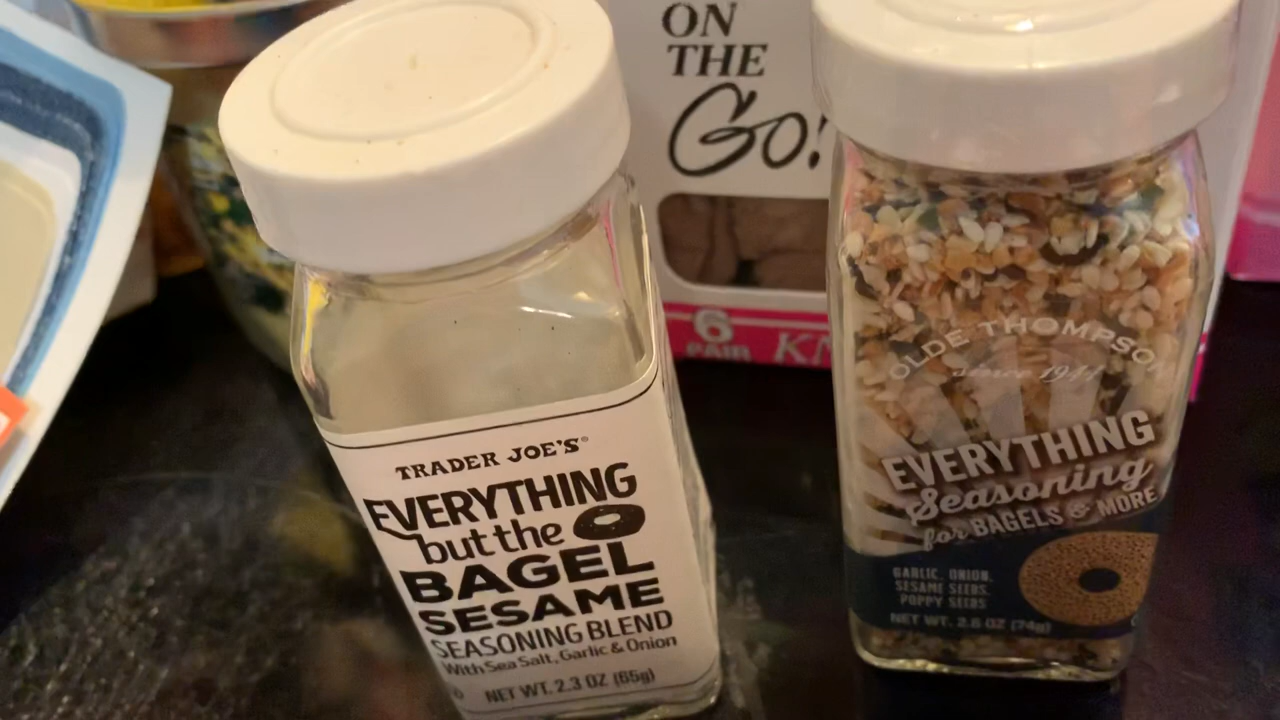 TRADER JOE'S®
EVERYTHING
but the
BAGEL
SESAME
SEASONING BLEND
With Sea Salt, Garlic & Onion
NET WT. 2.3 OZ (65g)
ON
THE
Go!
6
PAIR
OLDE THOMPSON
since 1944
EVERYTHING
Seasoning
for BAGELS & MORE
GARLIC, ONION,
SESAME SEEDS,
POPPY SEEDS
NET WT. 2.6 OZ (74g)